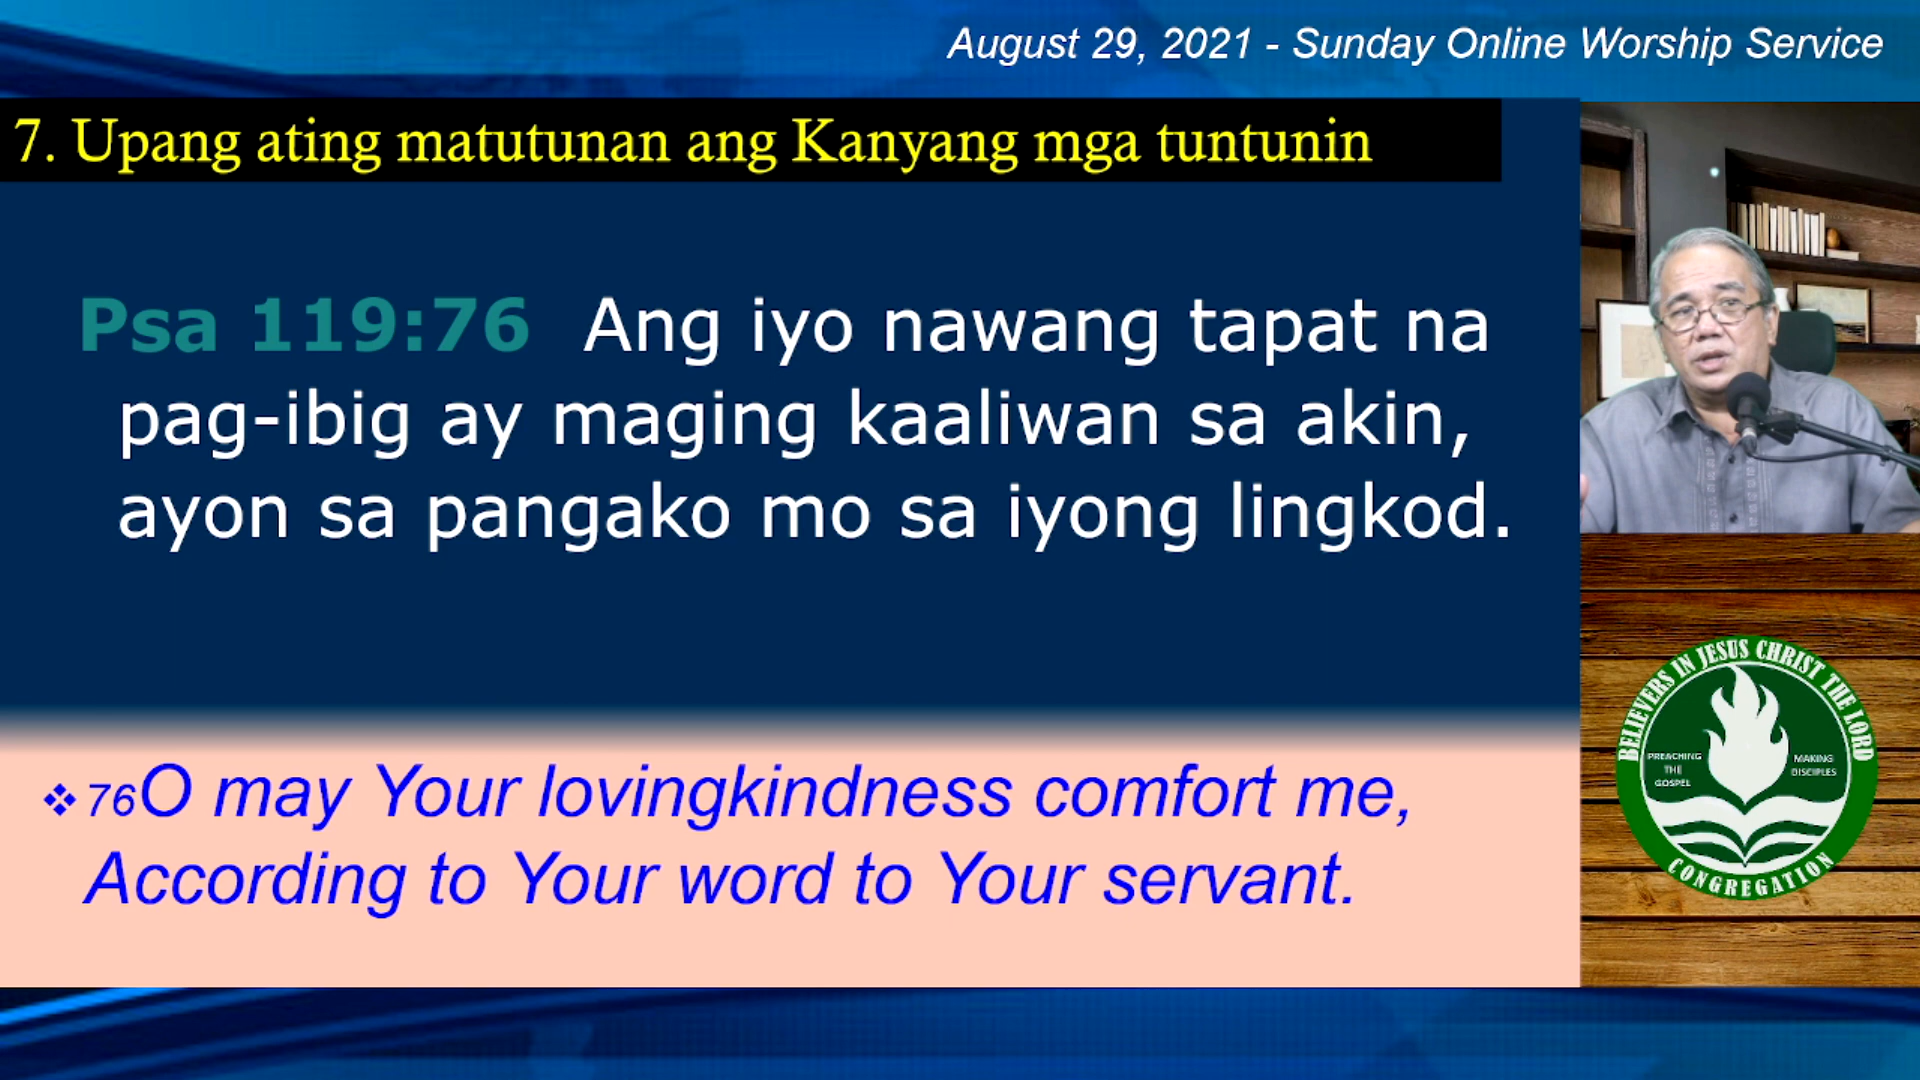 August 29, 2021 - Sunday Online Worship Service
7. Upang ating matutunan ang Kanyang mga tuntunin
Psa 119:76 Ang iyo nawang tapat na
pag-ibig ay maging kaaliwan sa akin,
ayon sa pangako mo sa iyong lingkod.
❖ 76O may Your lovingkindness comfort me,
According to Your word to Your servant.
BELIEVERS IN JESUS CHRIST THE LORD
PREACHING
THE
GOSPEL
MAKING
DISCIPLES
CONGREGATION